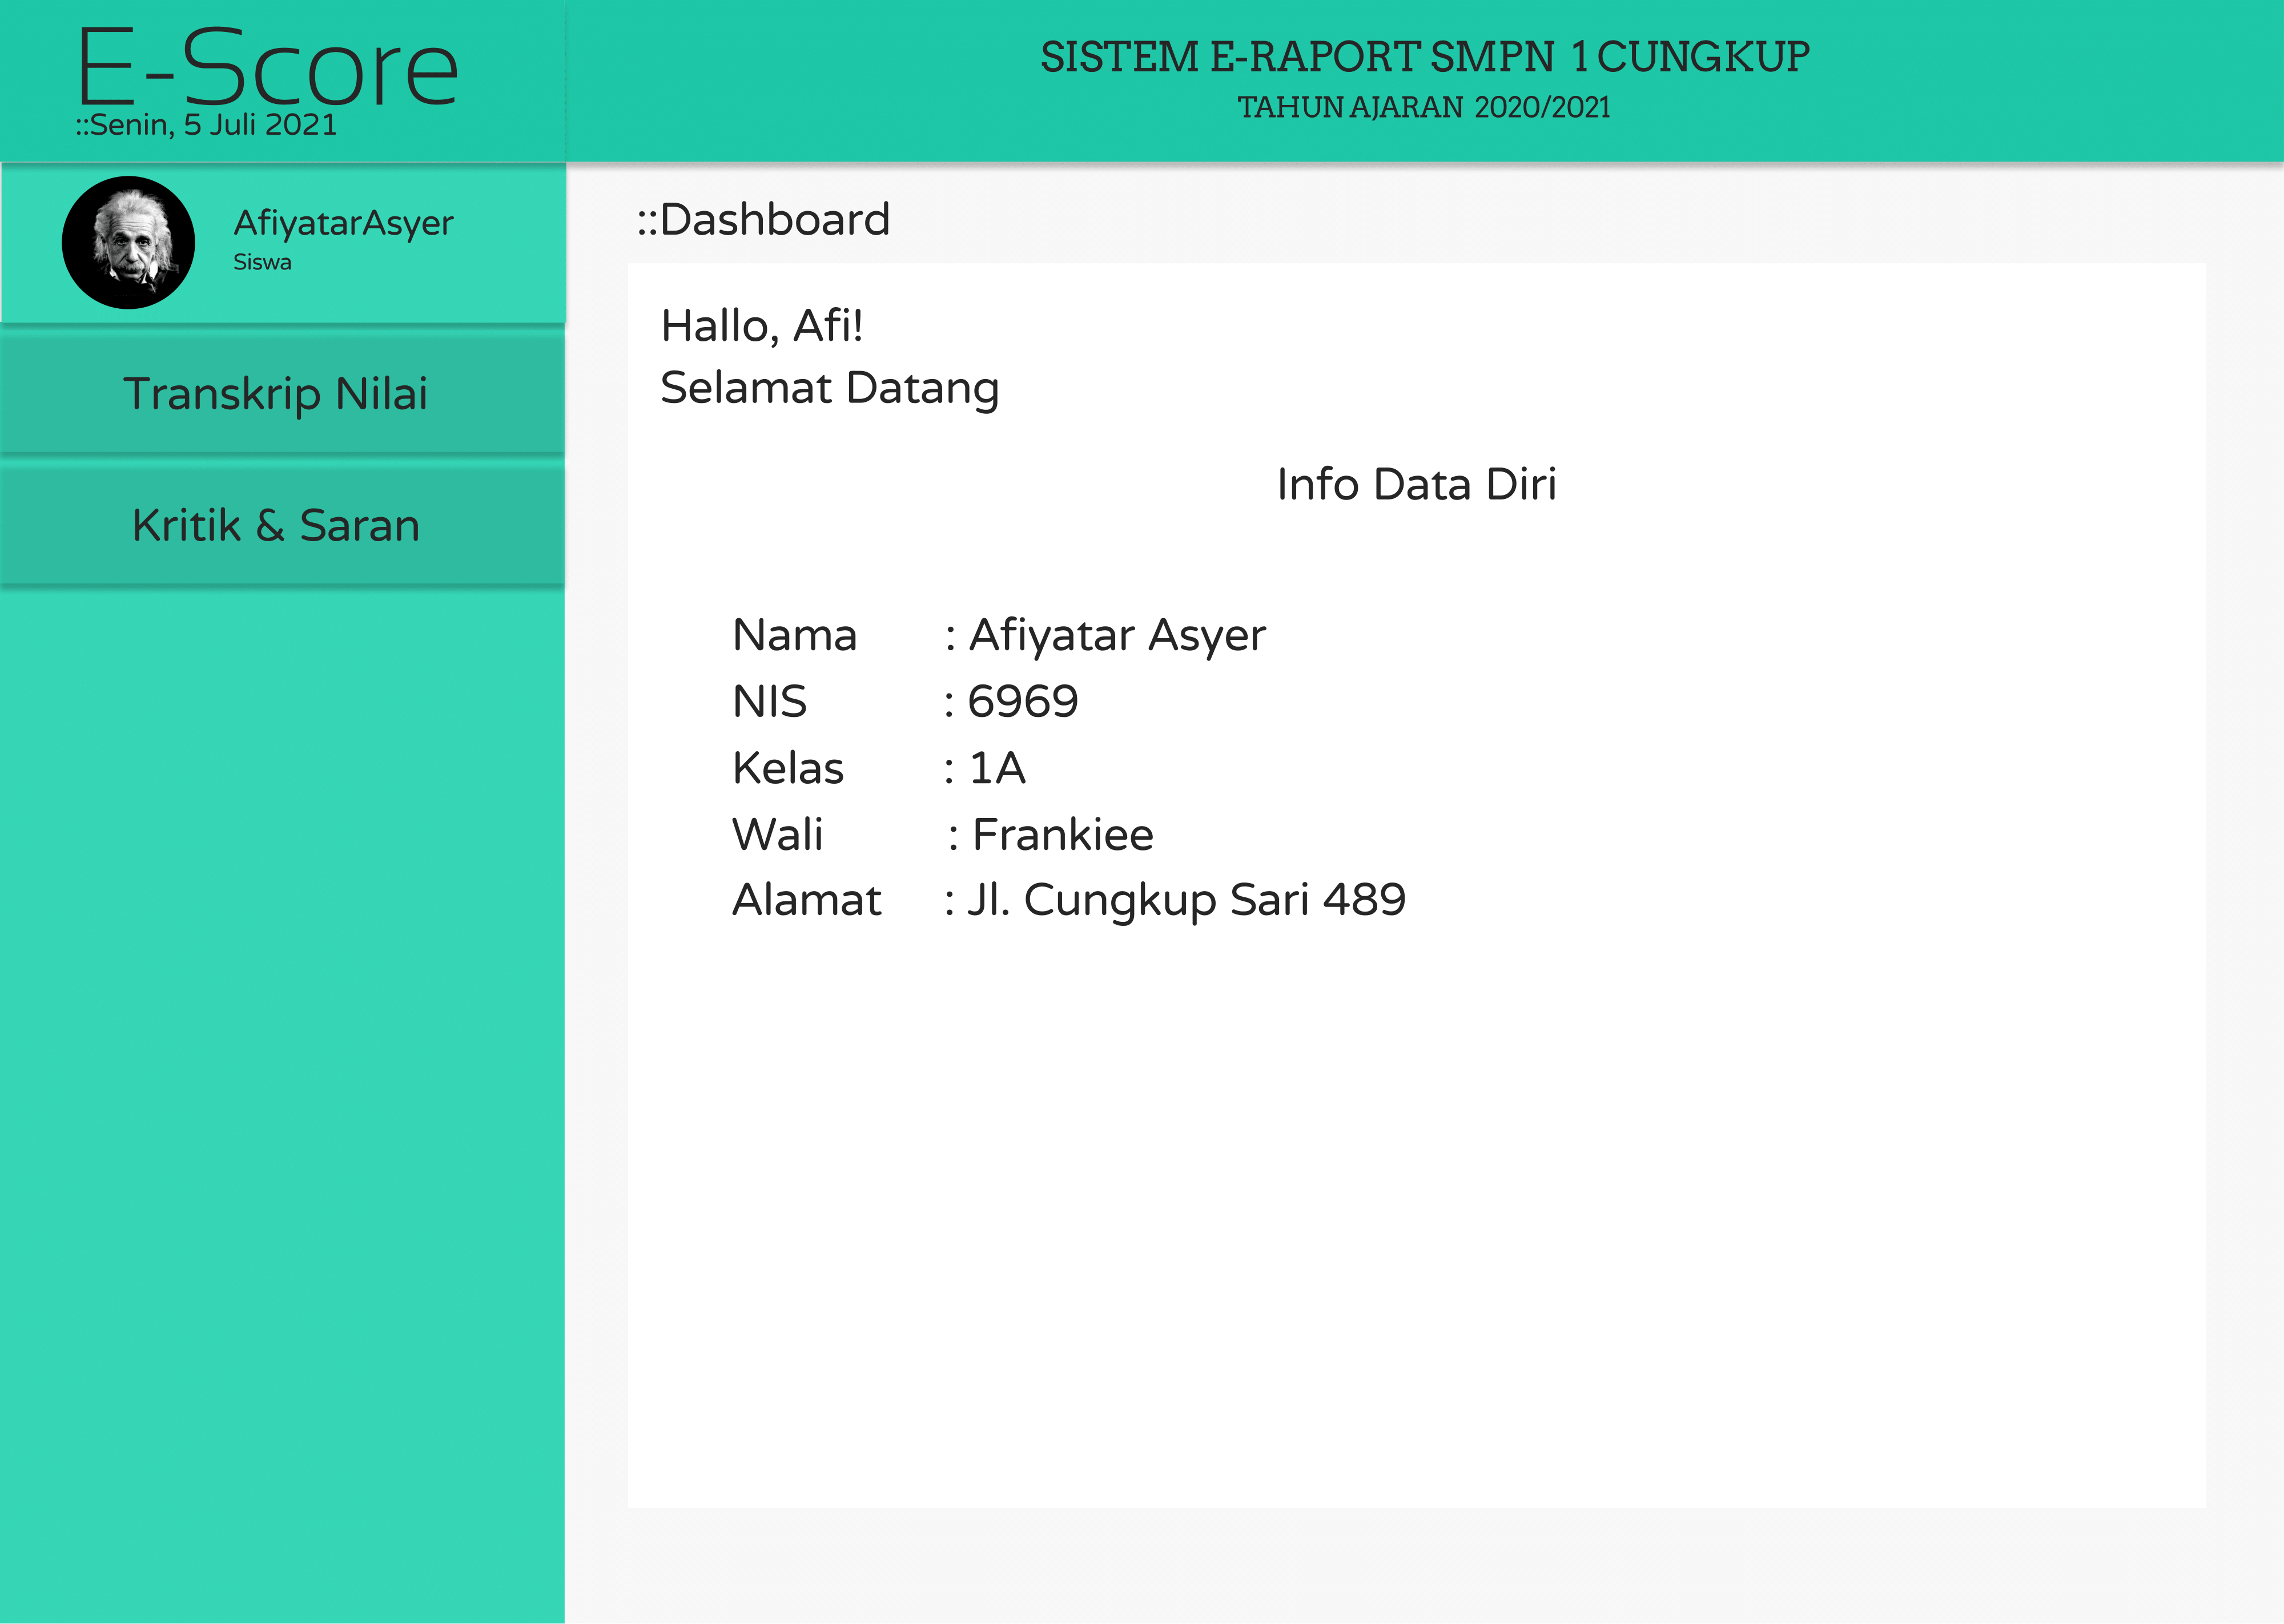 E-Score
::Senin, 5 Juli 2021
SISTEM E-RAPORT SMPN 1 CUNGKUP
TAHUN AJARAN 2020/2021
AfiyatarAsyer
Siswa
Transkrip Nilai
Kritik & Saran
::Dashboard
Hallo, Afi!
Selamat Datang
Info Data Diri
Nama : Afiyatar Asyer
NIS : 6969
Kelas : 1A
Wali : Frankiee
Alamat : Jl. Cungkup Sari 489